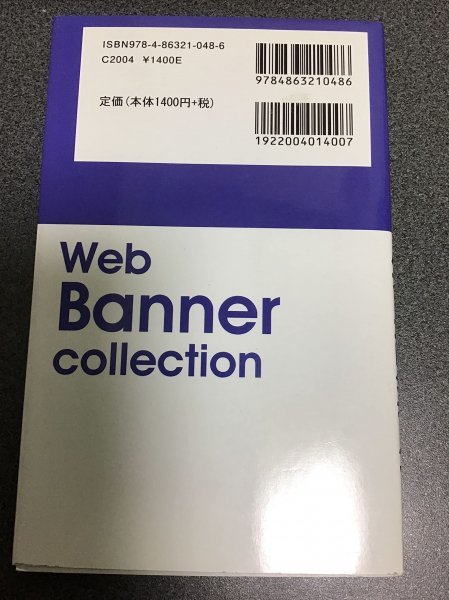 ISBN978-4-86321-048-6
C2004 ¥1400E
定価(本体1400円+税)
9784863210486
1922004014007
Web
Banner
collection